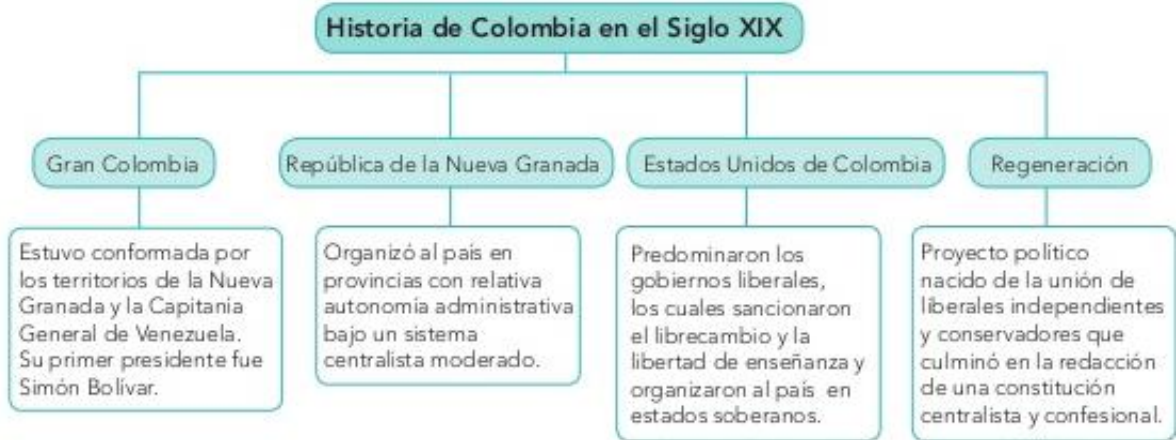 Historia de Colombia en el Siglo XIX
Gran Colombia
Estuvo conformada por
los territorios de la Nueva
Granada y la Capitanía
General de Venezuela.
Su primer presidente fue
Simón Bolívar.
República de la Nueva Granada
Organizó al país en
provincias con relativa
autonomía administrativa
bajo un sistema
centralista moderado.
Estados Unidos de Colombia
Predominaron los
gobiernos liberales,
los cuales sancionaron
el librecambio y la
libertad de enseñanza y
organizaron al país en
estados soberanos.
Regeneración
Proyecto político
nacido de la unión de
liberales independientes
y conservadores que
culminó en la redacción
de una constitución
centralista y confesional.